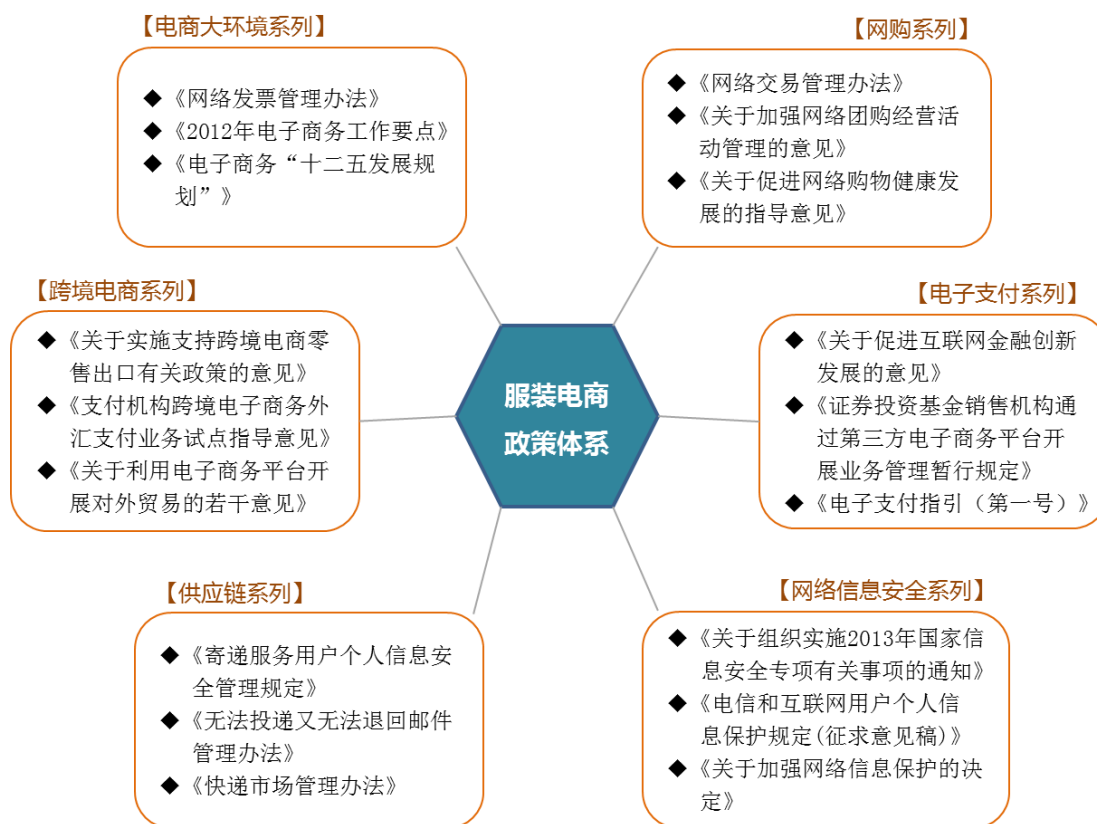 【电商大环境系列】
◆《网络发票管理办法》
◆《2012年电子商务工作要点》
◆《电子商务“十二五发展规
划”》
【网购系列】
◆《网络交易管理办法》
◆《关于加强网络团购经营活
动管理的意见》
◆《关于促进网络购物健康发
展的指导意见》
【跨境电商系列】
◆《关于实施支持跨境电商零
售出口有关政策的意见》
◆《支付机构跨境电子商务外
汇支付业务试点指导意见》
◆《关于利用电子商务平台开
展对外贸易的若干意见》
服装电商
政策体系
【电子支付系列】
◆《关于促进互联网金融创新
发展的意见》
◆《证券投资基金销售机构通
过第三方电子商务平台开
展业务管理暂行规定》
◆《电子支付指引（第一号）》
【供应链系列】
◆《寄递服务用户个人信息安
全管理规定》
◆《无法投递又无法退回邮件
管理办法》
◆《快递市场管理办法》
【网络信息安全系列】
◆《关于组织实施2013年国家信
息安全专项有关事项的通知》
◆《电信和互联网用户个人信
息保护规定(征求意见稿)》
◆《关于加强网络信息保护的决
定》